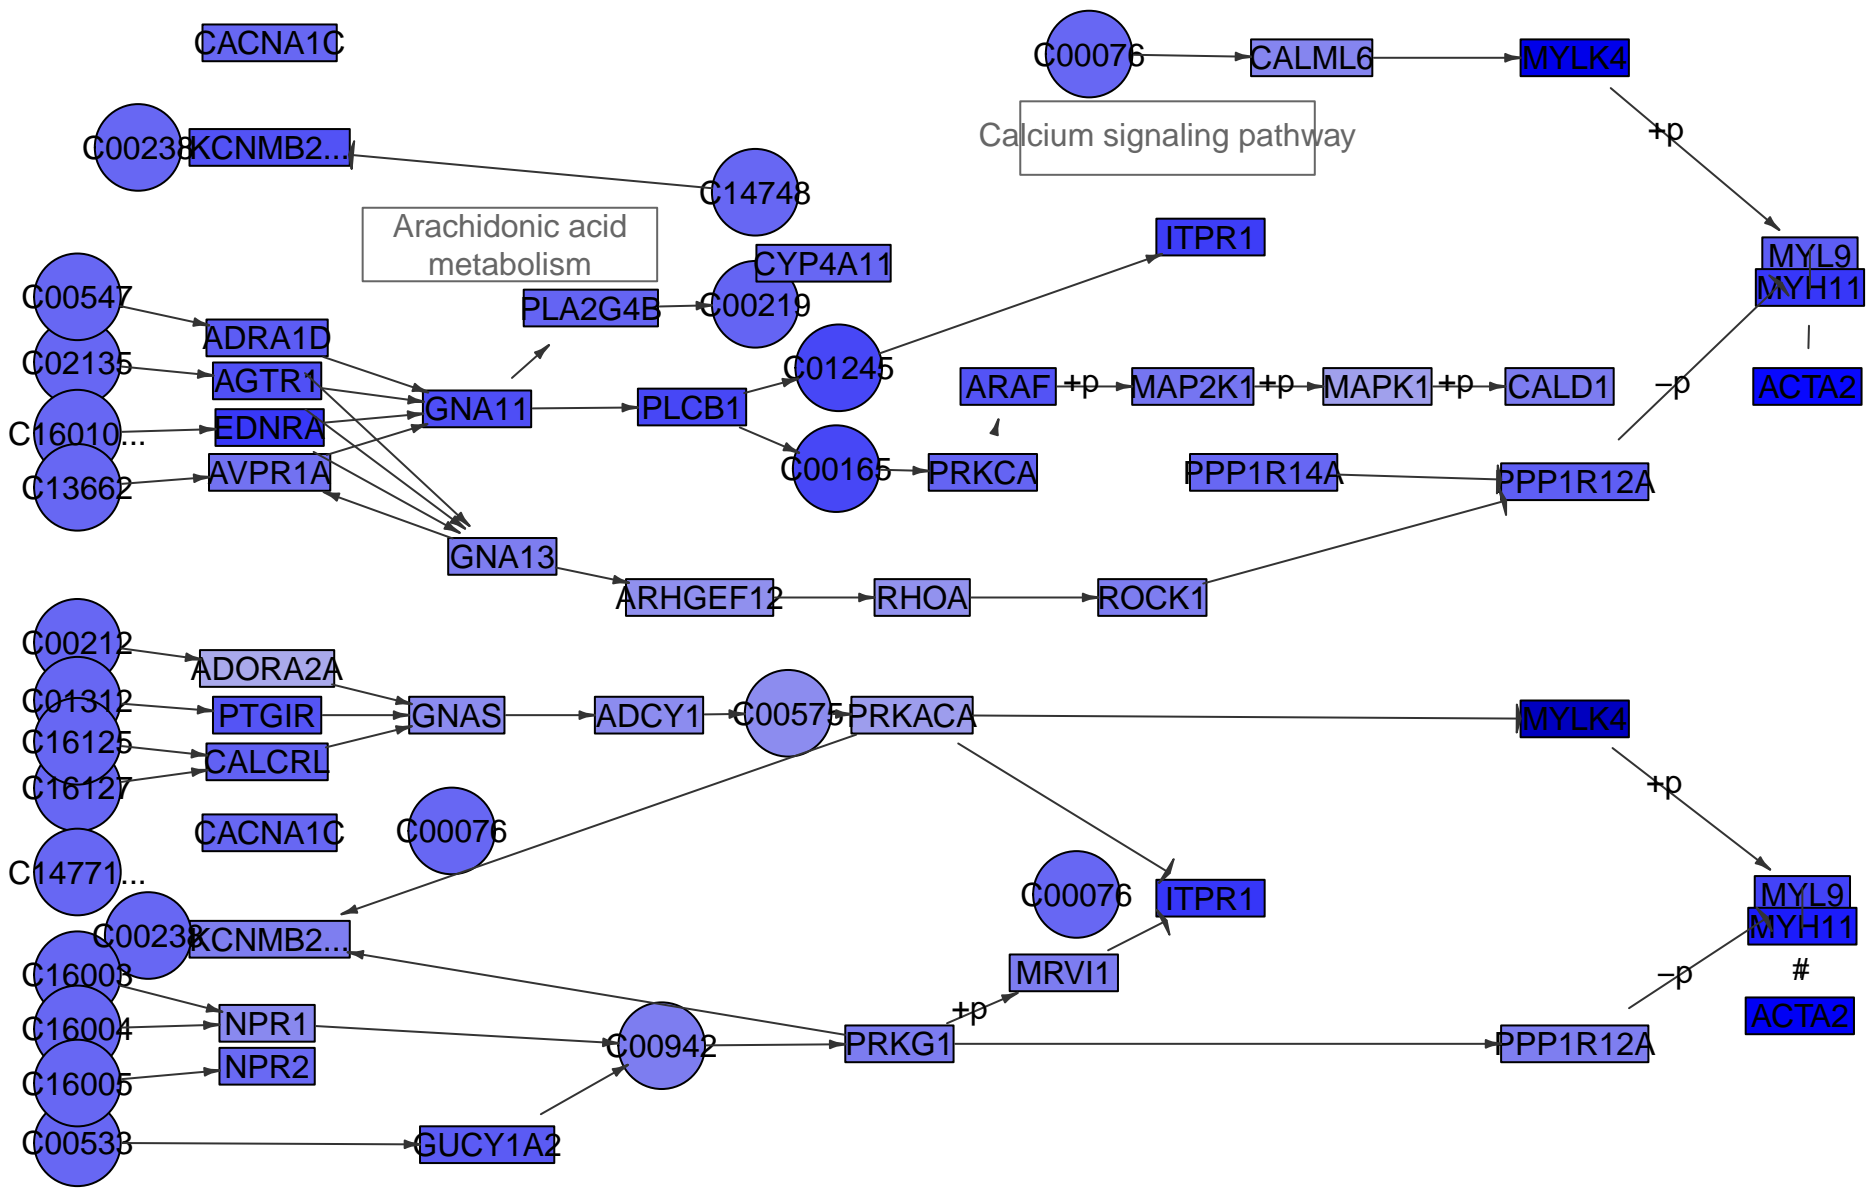 CACNA1C
C00076
CALML6
MYLK4
Calcium signaling pathway
+p
C00238
KCNMB2...
C14748
Arachidonic acid
metabolism
ITPR1
CYP4A11
MYL9
MYH11
C00547
PLA2G4B
C00219
ADRA1D
C02135
AGTR1
C01245
ARAF
+p
MAP2K1
+p
MAPK1
+p
CALD1
–p
ACTA2
GNA11
PLCB1
C16010...
EDNRA
C13662
AVPR1A
C00165
PRKCA
PPP1R14A
PPP1R12A
GNA13
ARHGEF12
RHOA
ROCK1
C00212
ADORA2A
C01312
PTGIR
GNAS
ADCY1
C00575
PRKACA
MYLK4
C16125
CALCRL
C16127
+p
CACNA1C
C00076
C14771...
C00076
ITPR1
MYL9
MYH11
C00238
KCNMB2...
C16003
MRVI1
–p
#
C16004
NPR1
+p
ACTA2
C00942
PRKG1
PPP1R12A
C16005
NPR2
C00533
GUCY1A2